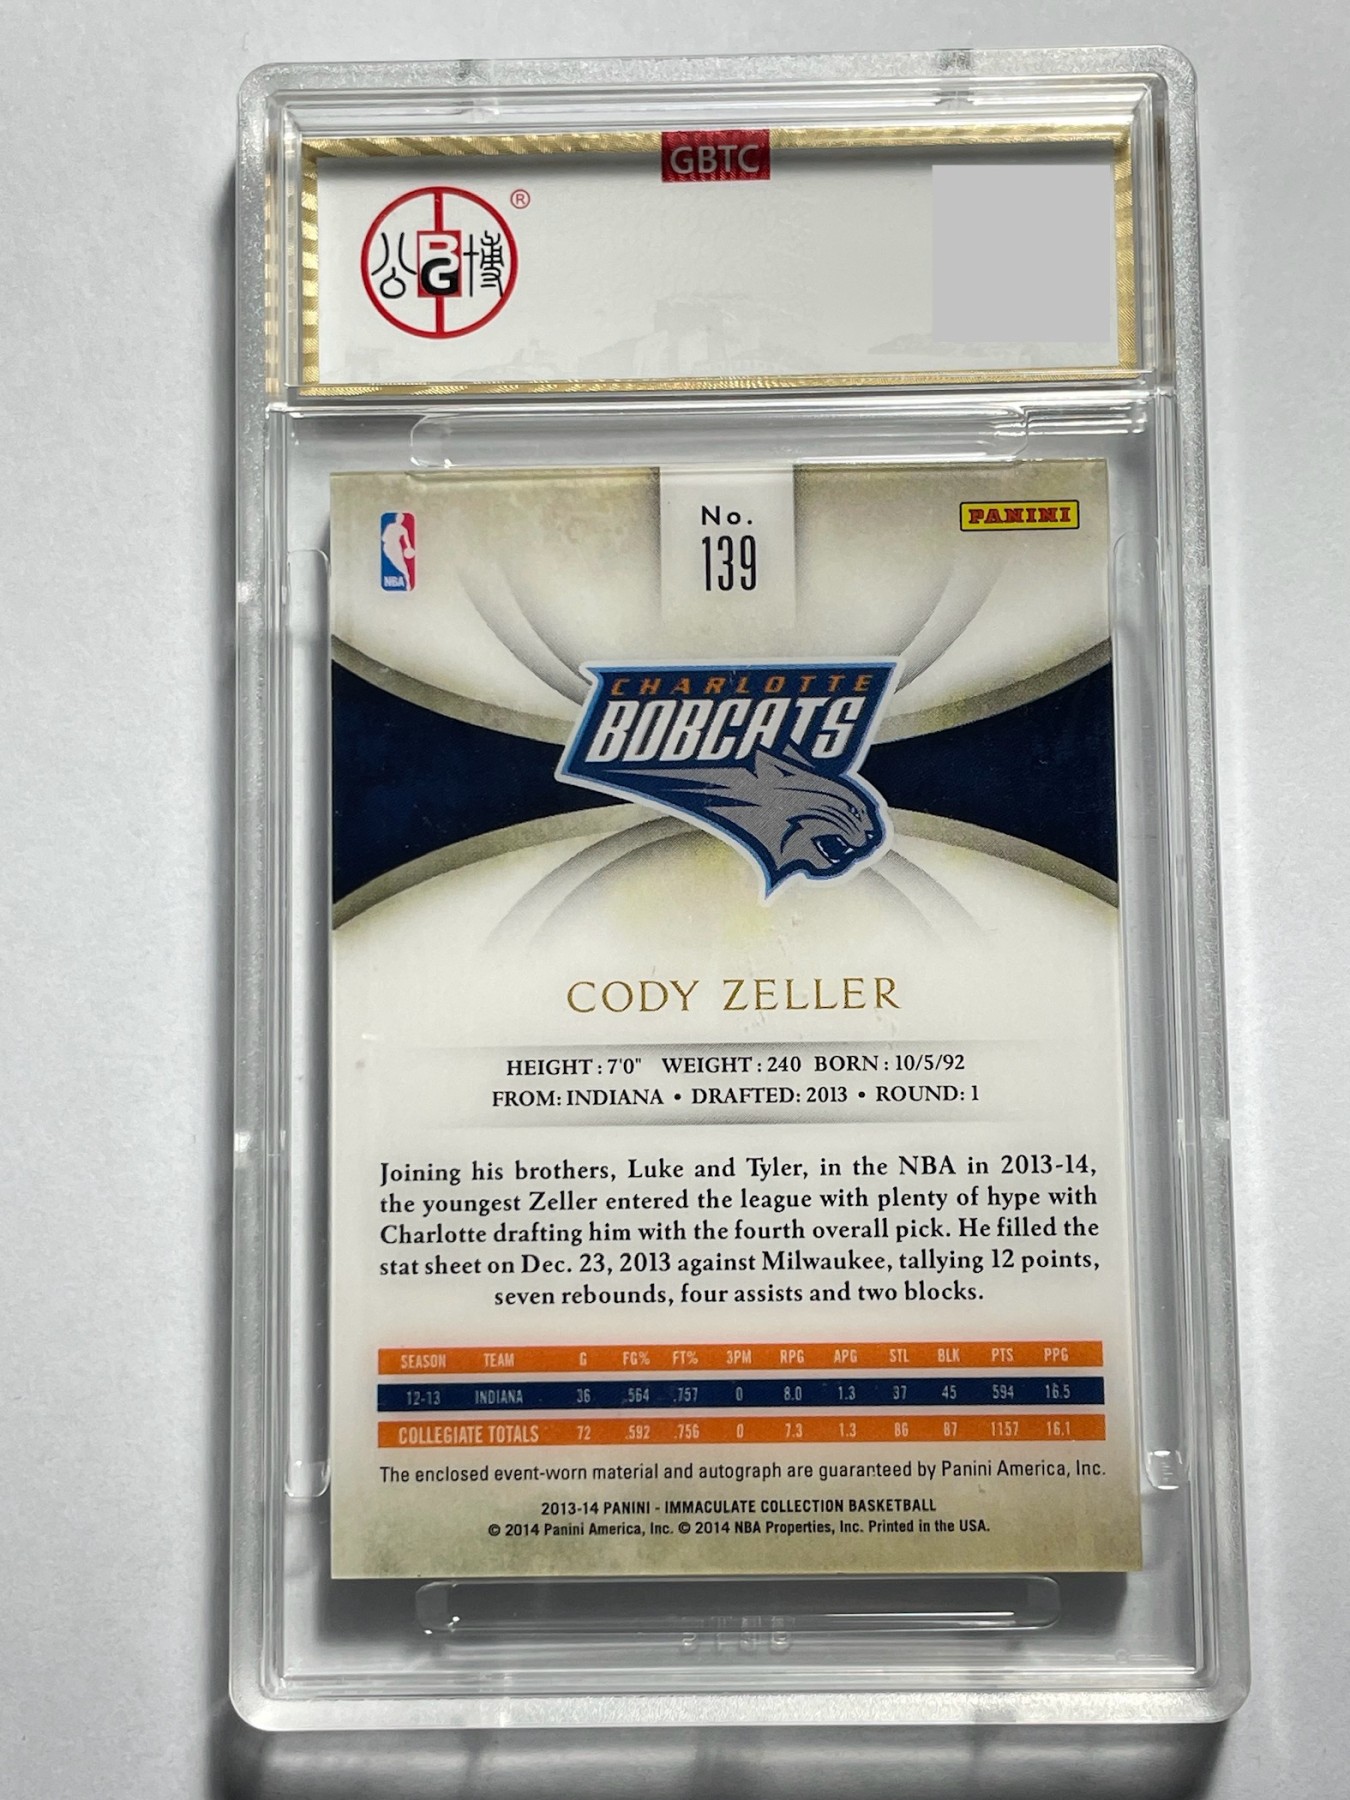 GBTC
®
公 BG 博
No.
139
PANINI
NBA
CHARLOTTE
BOBCATS
CODY ZELLER
HEIGHT : 7'0" WEIGHT : 240 BORN : 10/5/92
FROM: INDIANA • DRAFTED: 2013 • ROUND: 1
Joining his brothers, Luke and Tyler, in the NBA in 2013-14,
the youngest Zeller entered the league with plenty of hype with
Charlotte drafting him with the fourth overall pick. He filled the
stat sheet on Dec. 23, 2013 against Milwaukee, tallying 12 points,
seven rebounds, four assists and two blocks.
SEASON TEAM G FG% FT% 3PM RPG APG STL BLK PTS PPG
12-13 INDIANA 36 .564 .757 0 8.0 1.3 37 45 594 16.5
COLLEGIATE TOTALS 72 .592 .756 0 7.3 1.3 86 87 1157 16.1
The enclosed event-worn material and autograph are guaranteed by Panini America, Inc.
2013-14 PANINI - IMMACULATE COLLECTION BASKETBALL
© 2014 Panini America, Inc. © 2014 NBA Properties, Inc. Printed in the USA.